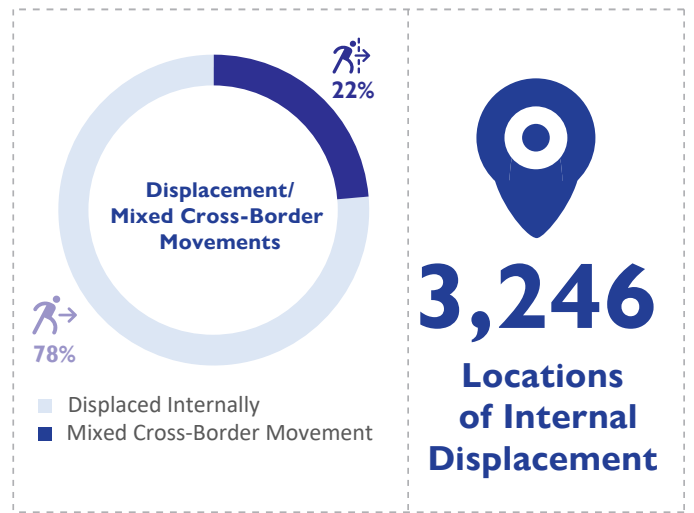 22%
Displacement/
Mixed Cross-Border
Movements
78%
Displaced Internally
Mixed Cross-Border Movement
3,246
Locations
of Internal
Displacement